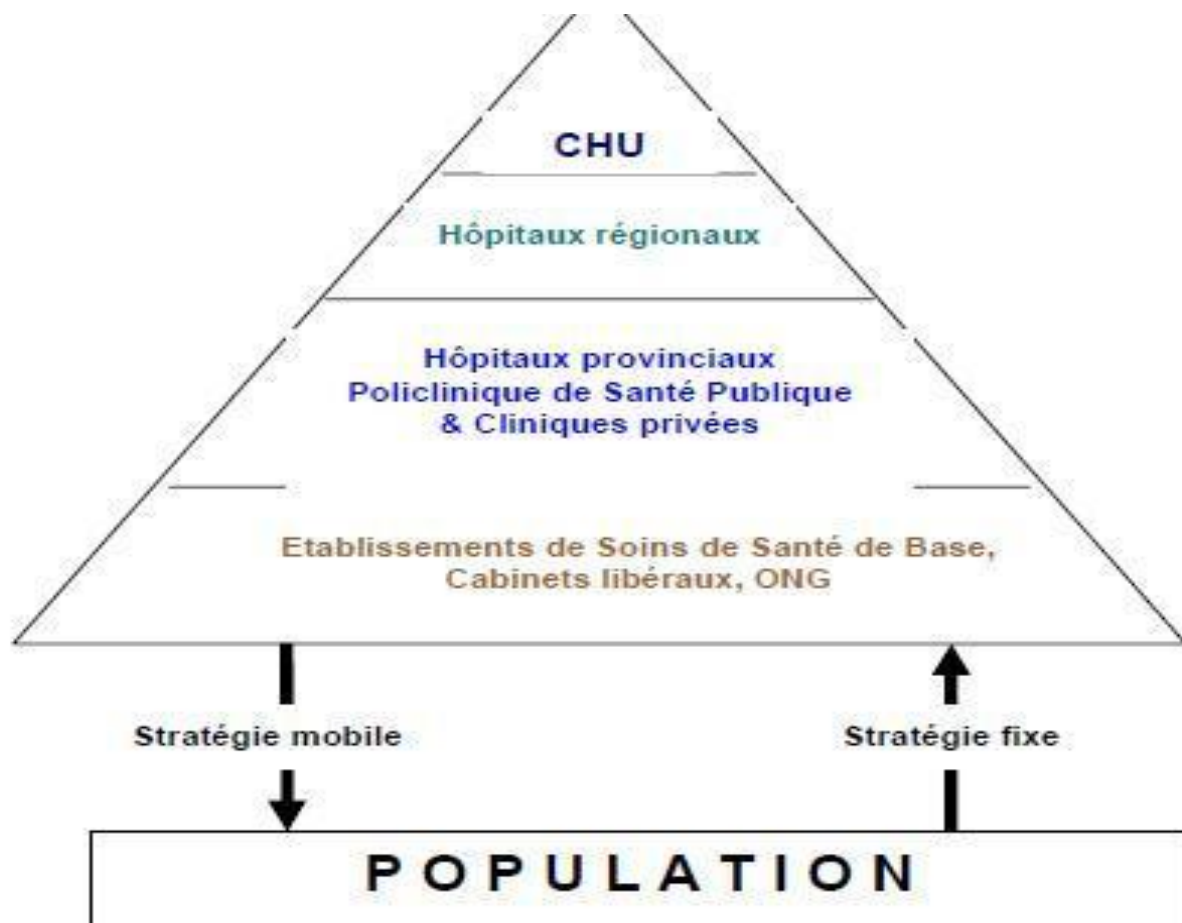 CHU
Hôpitaux régionaux
Hôpitaux provinciaux
Policlinique de Santé Publique
& Cliniques privées
Etablissements de Soins de Santé de Base,
Cabinets libéraux, ONG
Stratégie mobile
Stratégie fixe
POPULATION